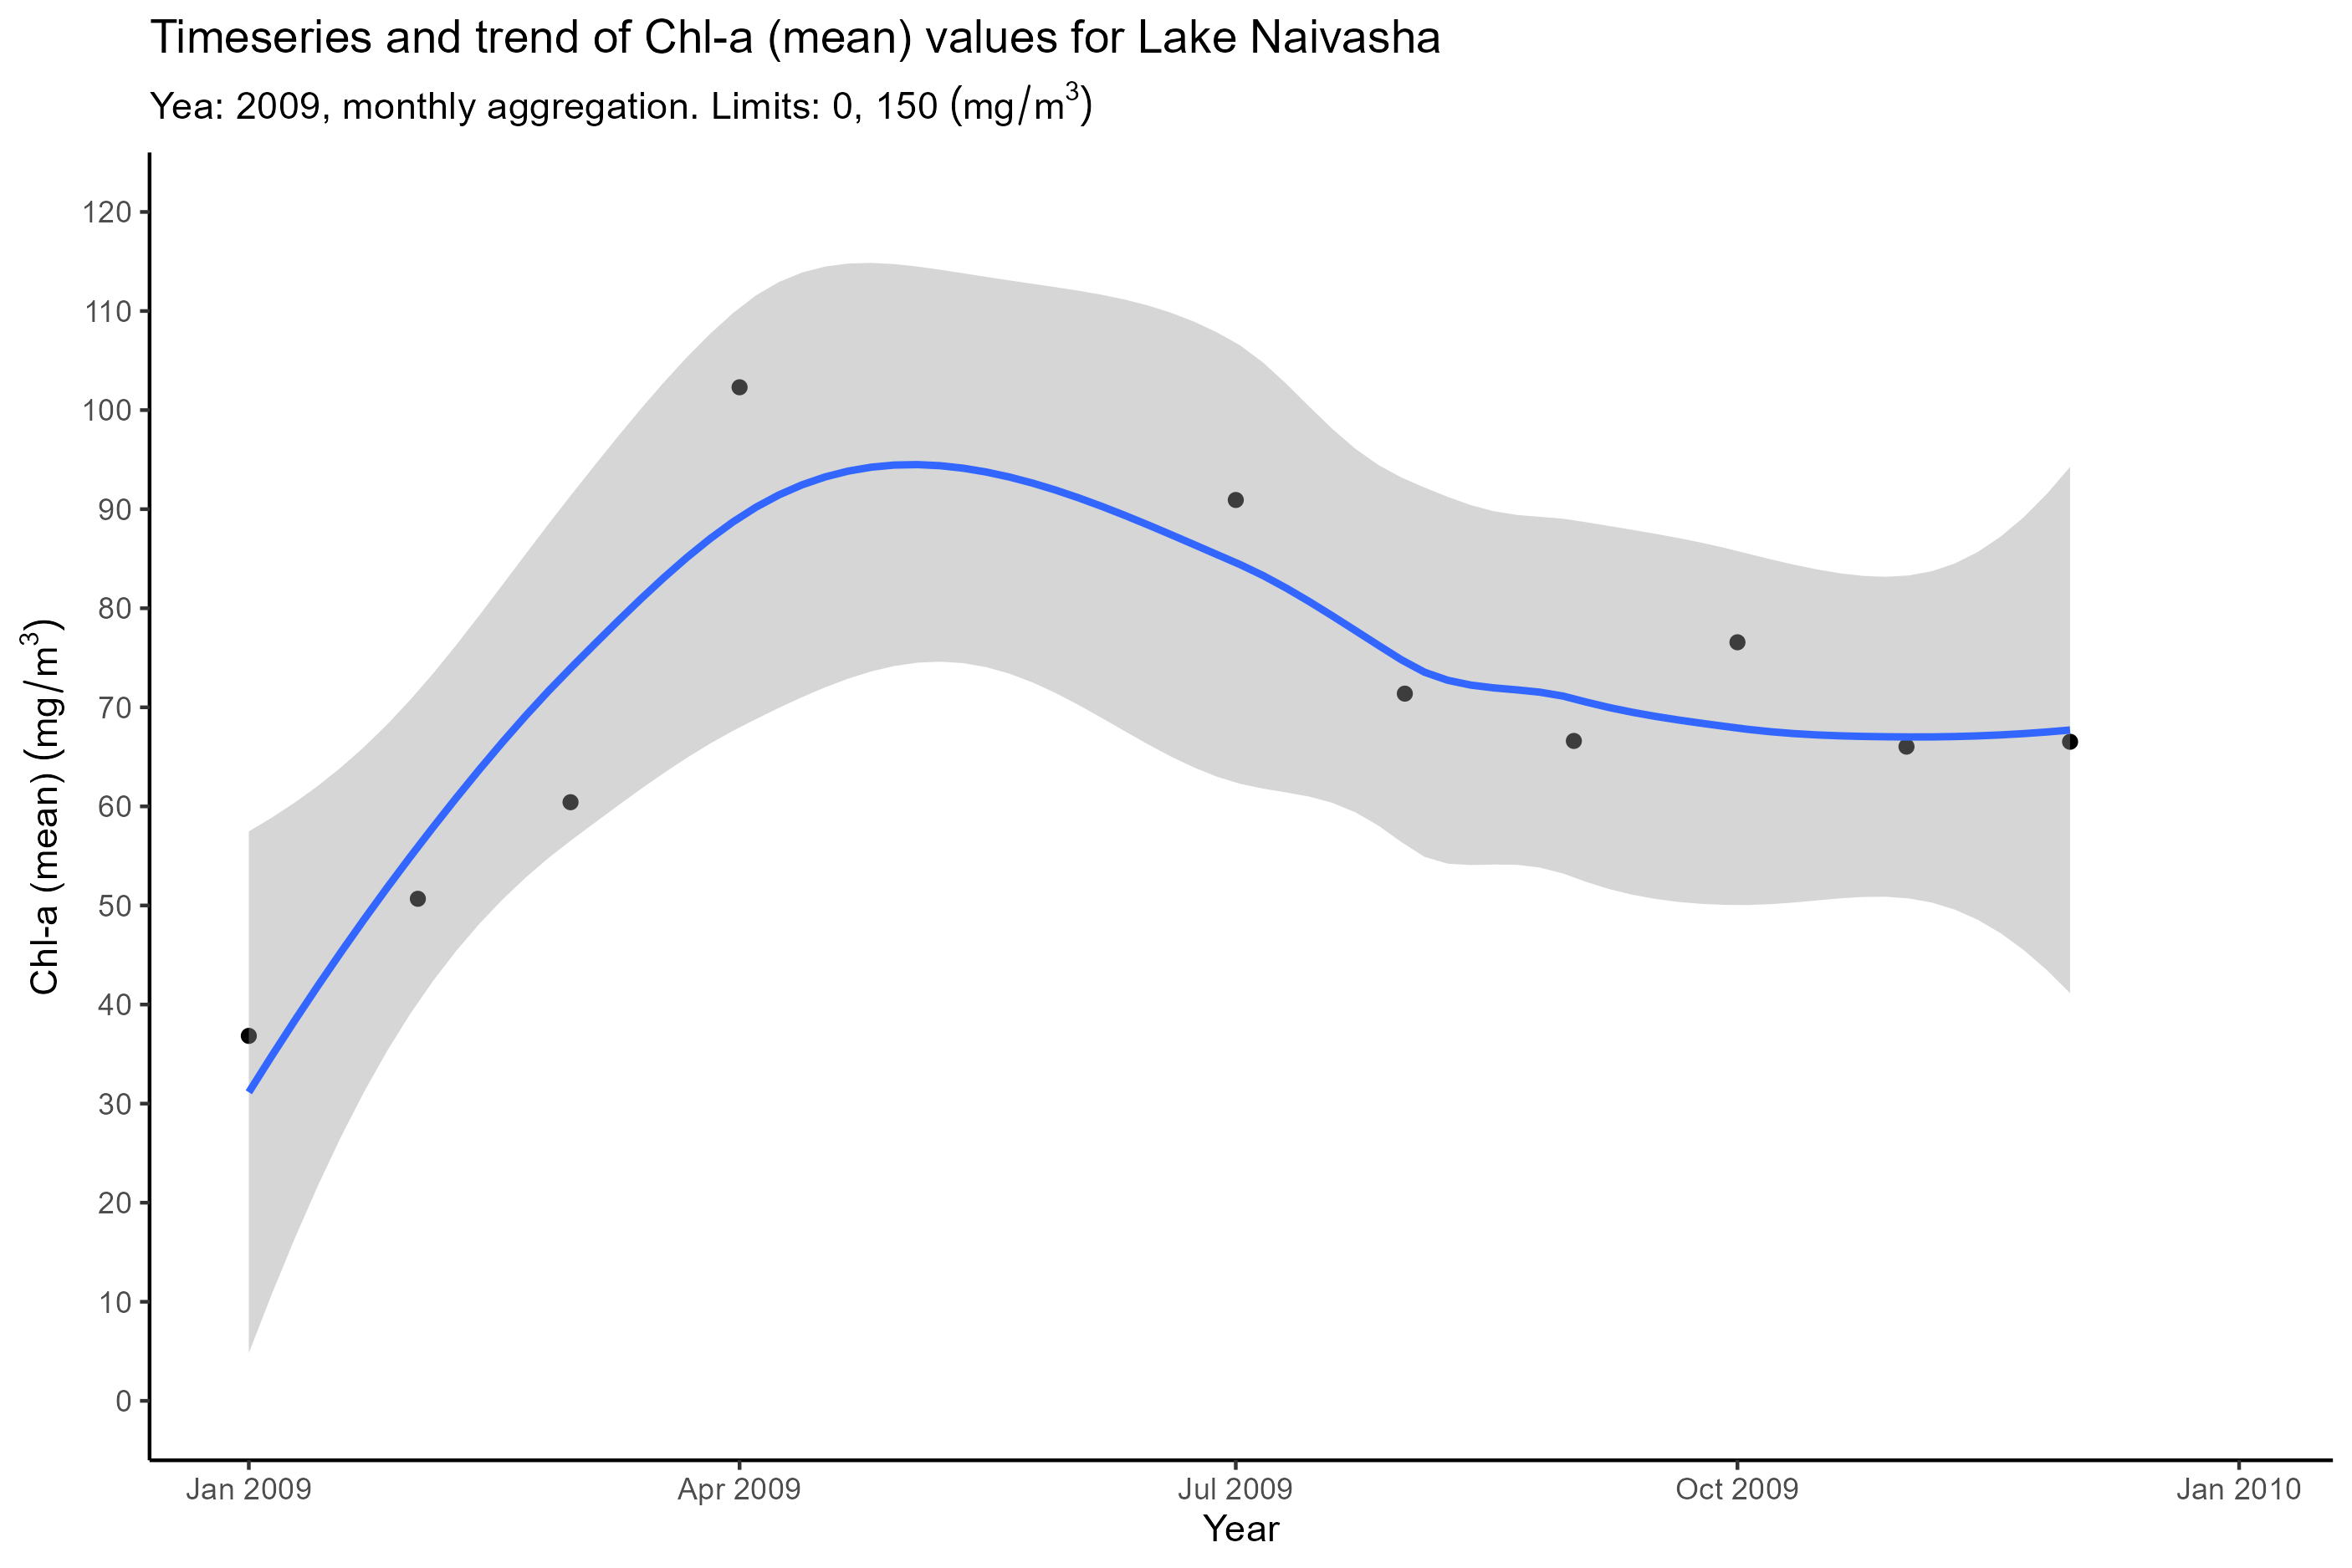 Timeseries and trend of Chl-a (mean) values for Lake Naivasha
Yea: 2009, monthly aggregation. Limits: 0, 150 (mg/m³)
120
110
100
90
80
70
60
50
40
30
20
10
0
Chl-a (mean) (mg/m³)
Jan 2009 Apr 2009 Jul 2009 Oct 2009 Jan 2010
Year